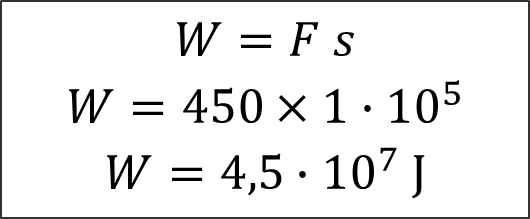 W = F s
W = 450 × 1 · 10⁵
W = 4,5 · 10⁷ J